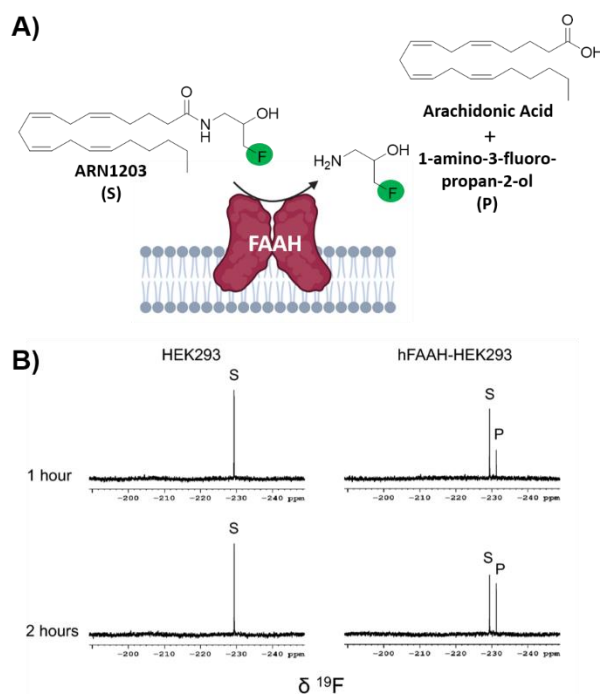 A)
O
OH
Arachidonic Acid
+
1-amino-3-fluoro-
propan-2-ol
(P)
O
OH
N
H
F
ARN1203
(S)
H₂N
OH
F
FAAH
B)
HEK293
hFAAH-HEK293
1 hour
S
S
P
-200 -210 -220 -230 -240 ppm
-200 -210 -220 -230 -240 ppm
2 hours
S
S
P
-200 -210 -220 -230 -240 ppm
-200 -210 -220 -230 -240 ppm
δ ¹⁹F